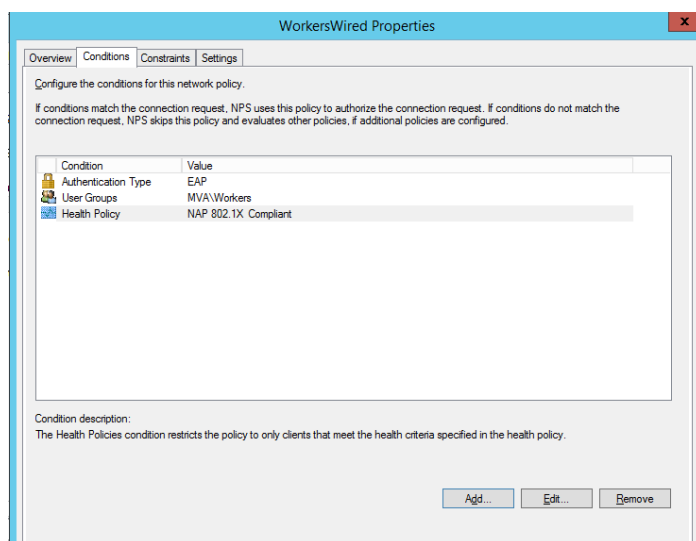 WorkersWired Properties
x
Overview Conditions Constraints Settings
Configure the conditions for this network policy.
If conditions match the connection request, NPS uses this policy to authorize the connection request. If conditions do not match the
connection request, NPS skips this policy and evaluates other policies, if additional policies are configured.
Condition Value
Authentication Type EAP
User Groups MVA\Workers
Health Policy NAP 802.1X Compliant
Condition description:
The Health Policies condition restricts the policy to only clients that meet the health criteria specified in the health policy.
Add... Edit... Remove